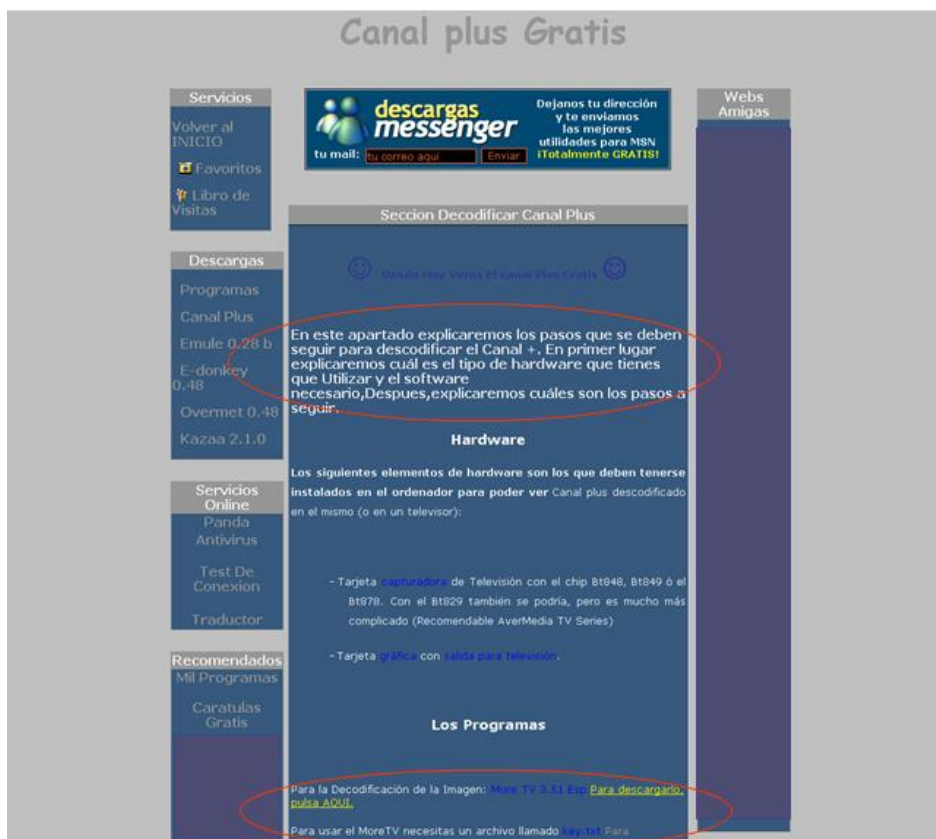 Canal plus Gratis
Servicios
Volver al
INICIO
Favoritos
Libro de
Visitas
Descargas
Programas
Canal Plus
Emule 0.28 b
E-donkey
0.48
Overmet 0.48
Kazaa 2.1.0
Servicios
Online
Panda
Antivirus
Test De
Conexion
Traductor
Recomendados
Mil Programas
Caratulas
Gratis
descargas
messenger
tu mail: tu correo aqui Enviar
Dejanos tu dirección
y te enviamos
las mejores
utilidades para MSN
¡Totalmente GRATIS!
Seccion Decodificar Canal Plus
Desde Hoy Veras El canal Plus Gratis
En este apartado explicaremos los pasos que se deben
seguir para descodificar el Canal +. En primer lugar
explicaremos cuál es el tipo de hardware que tienes
que Utilizar y el software
necesario,Despues,explicaremos cuáles son los pasos a
seguir.
Hardware
Los siguientes elementos de hardware son los que deben tenerse
instalados en el ordenador para poder ver Canal plus descodificado
en el mismo (o en un televisor):
- Tarjeta capturadora de Televisión con el chip Bt848, Bt849 ó el
Bt878. Con el Bt829 también se podría, pero es mucho más
complicado (Recomendable AverMedia TV Series)
- Tarjeta gráfica con salida para televisión.
Los Programas
Para la Decodificación de la Imagen: More TV 3.51 Esp Para descargarlo,
pulsa AQUI.
Para usar el MoreTV necesitas un archivo llamado key.txt Para
Webs
Amigas